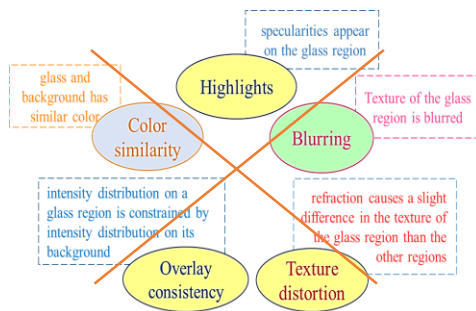 specularities appear
on the glass region
glass and
background has
similar color
Highlights
Texture of the glass
region is blurred
Color
similarity
Blurring
intensity distribution on a
glass region is constrained by
intensity distribution on its
background
refraction causes a slight
difference in the texture of
the glass region than the
other regions
Overlay
consistency
Texture
distortion